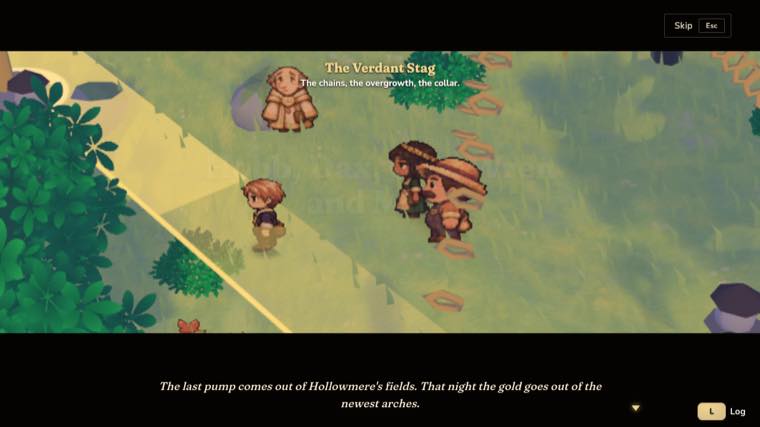 Skip Esc
The Verdant Stag
The chains, the overgrowth, the collar.
The last pump comes out of Hollowmere's fields. That night the gold goes out of the
newest arches.
L Log